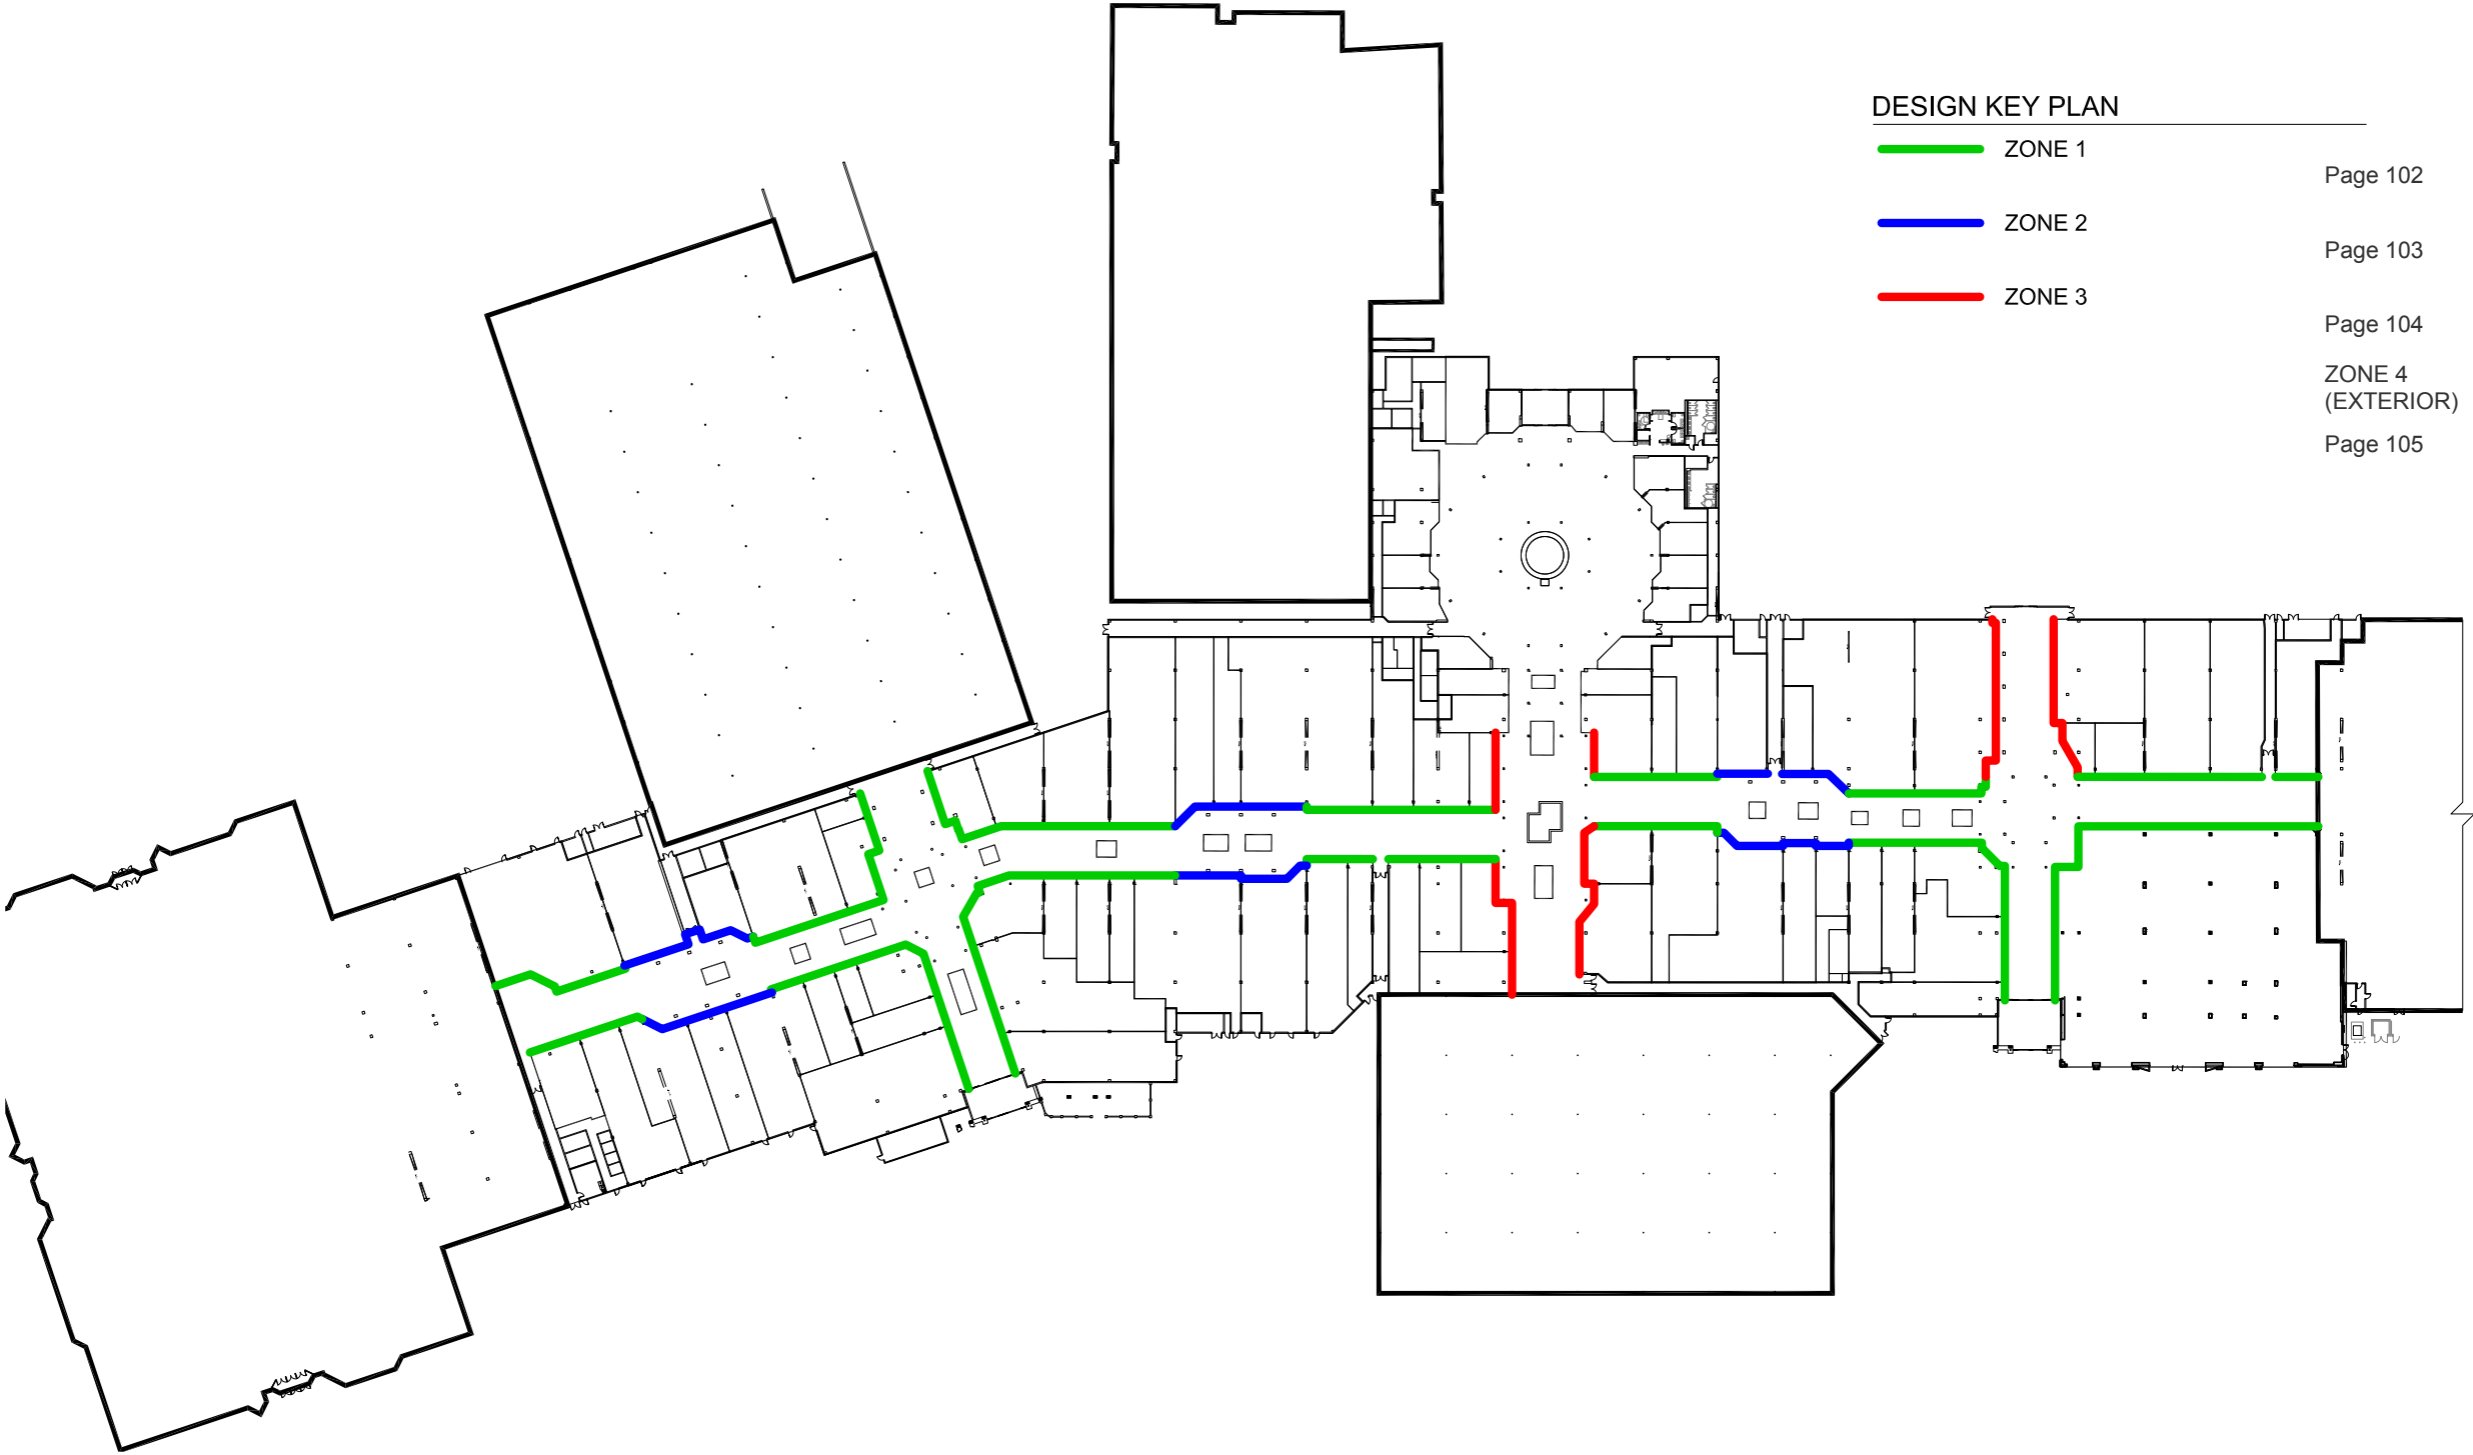 DESIGN KEY PLAN
ZONE 1
Page 102
ZONE 2
Page 103
ZONE 3
Page 104
ZONE 4
(EXTERIOR)
Page 105